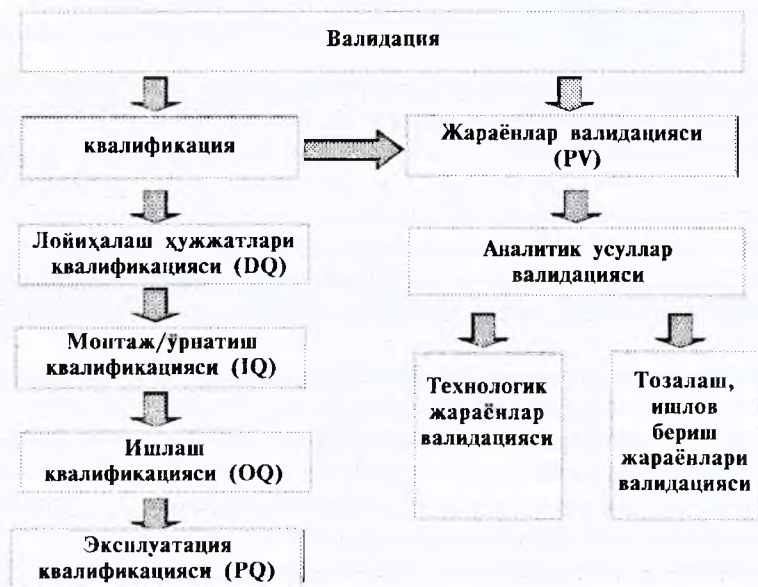 Валидация
квалификация
Жараёнлар валидацияси
(PV)
Лойиҳалаш ҳужжатлари
квалификацияси (DQ)
Аналитик усуллар
валидацияси
Монтаж/ўрнатиш
квалификацияси (IQ)
Технологик
жараёнлар
валидацияси
Тозалаш,
ишлов
бериш
жараёнлари
валидацияси
Ишлаш
квалификацияси (OQ)
Эксплуатация
квалификацияси (PQ)